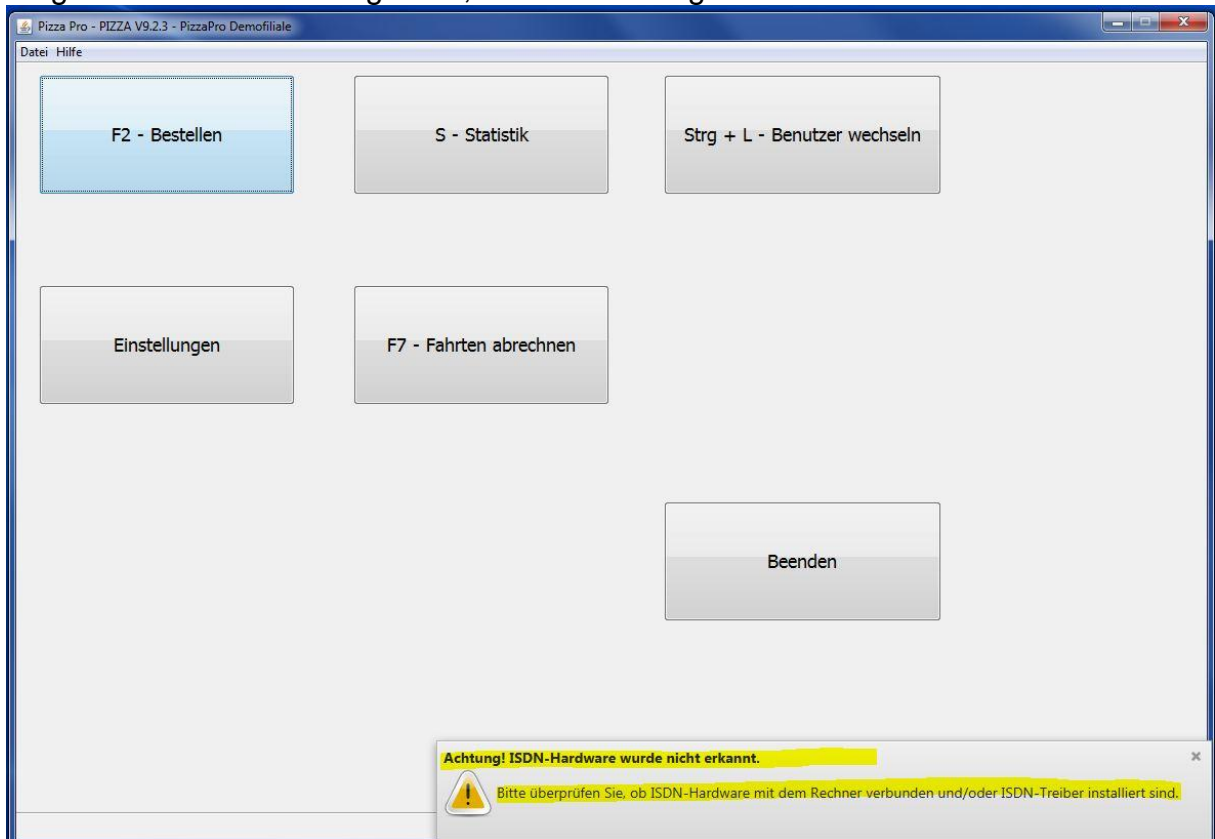 Pizza Pro - PIZZA V9.2.3 - PizzaPro Demofiliale
Datei Hilfe
F2 - Bestellen
S - Statistik
Strg + L - Benutzer wechseln
Einstellungen
F7 - Fahrten abrechnen
Beenden
Achtung! ISDN-Hardware wurde nicht erkannt.
Bitte überprüfen Sie, ob ISDN-Hardware mit dem Rechner verbunden und/oder ISDN-Treiber installiert sind.